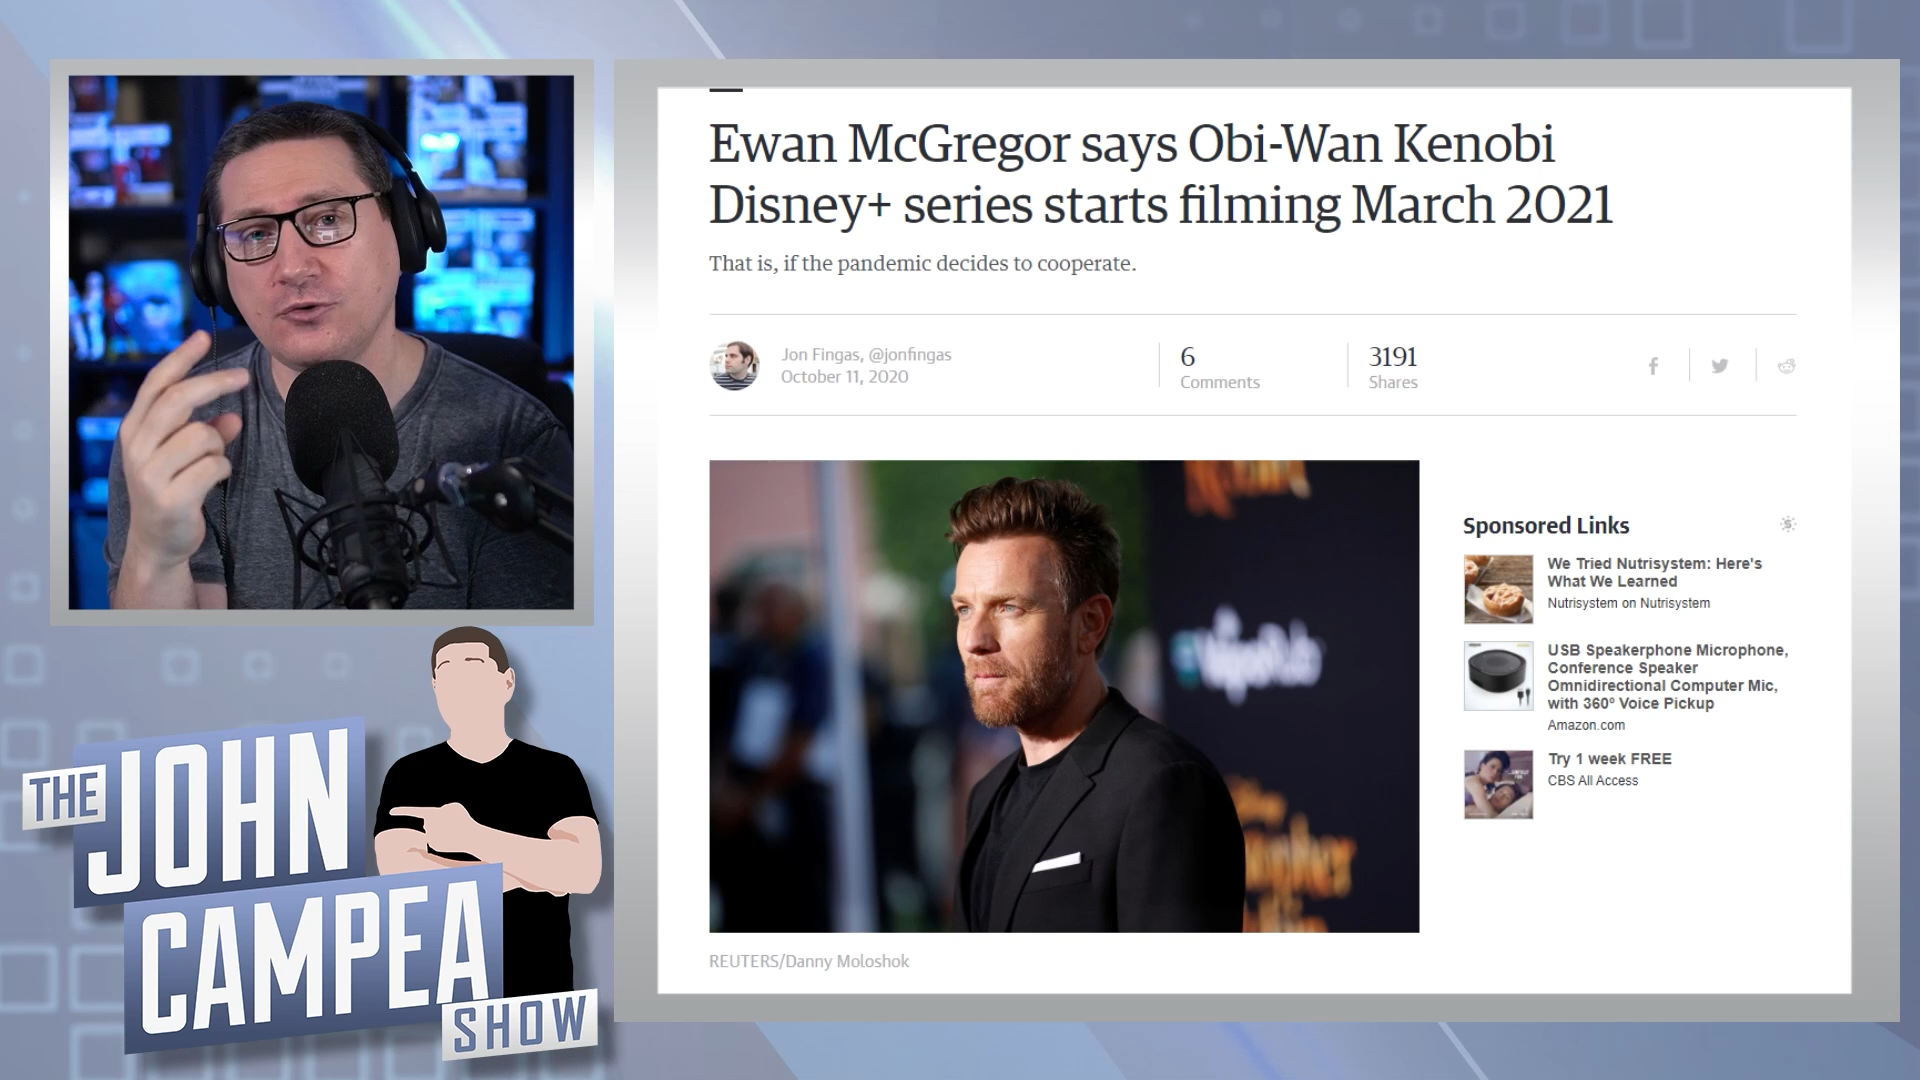 Ewan McGregor says Obi-Wan Kenobi
Disney+ series starts filming March 2021
That is, if the pandemic decides to cooperate.
Jon Fingas, @jonfingas
October 11, 2020
6
Comments
3191
Shares
Sponsored Links
We Tried Nutrisystem: Here's
What We Learned
Nutrisystem on Nutrisystem
USB Speakerphone Microphone,
Conference Speaker
Omnidirectional Computer Mic,
with 360º Voice Pickup
Amazon.com
Try 1 week FREE
CBS All Access
REUTERS/Danny Moloshok
THE
JOHN
CAMPEA
SHOW